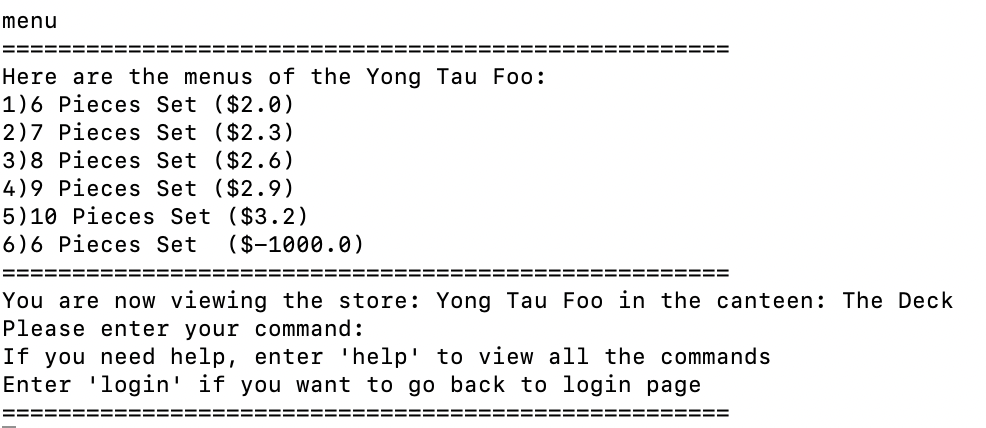 menu
====================================================
Here are the menus of the Yong Tau Foo:
1)6 Pieces Set ($2.0)
2)7 Pieces Set ($2.3)
3)8 Pieces Set ($2.6)
4)9 Pieces Set ($2.9)
5)10 Pieces Set ($3.2)
6)6 Pieces Set  ($-1000.0)
====================================================
You are now viewing the store: Yong Tau Foo in the canteen: The Deck
Please enter your command:
If you need help, enter 'help' to view all the commands
Enter 'login' if you want to go back to login page
====================================================